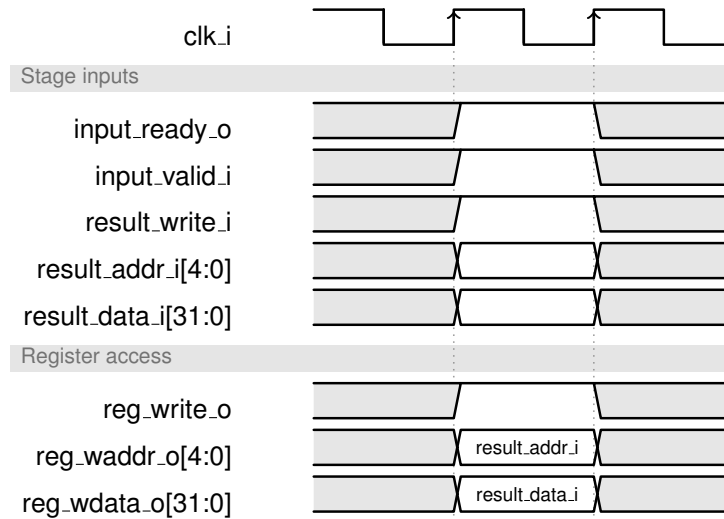 clk_i
Stage inputs
input_ready_o
input_valid_i
result_write_i
result_addr_i[4:0]
result_data_i[31:0]
Register access
reg_write_o
reg_waddr_o[4:0] result_addr_i
reg_wdata_o[31:0] result_data_i